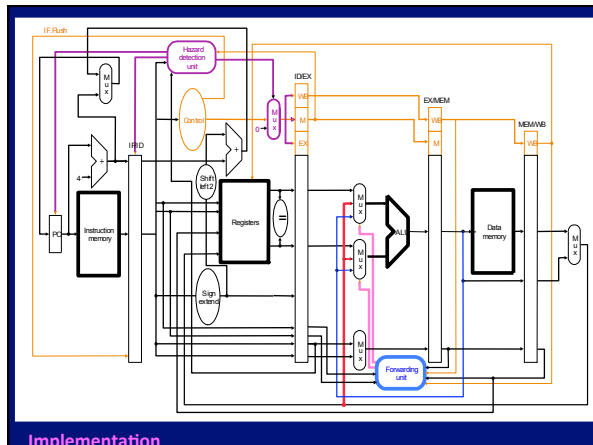 IF.Flush
Hazard
detection
unit
ID/EX
M
u
x
WB
EX/MEM
Control
M
u
x
M
WB
MEM/WB
0
EX
M
WB
IF/ID
+
+
4
Shift
left 2
M
u
x
PC
Instruction
memory
Registers
=
ALU
Data
memory
M
u
x
M
u
x
Sign
extend
M
u
x
Forwarding
unit
Implementation